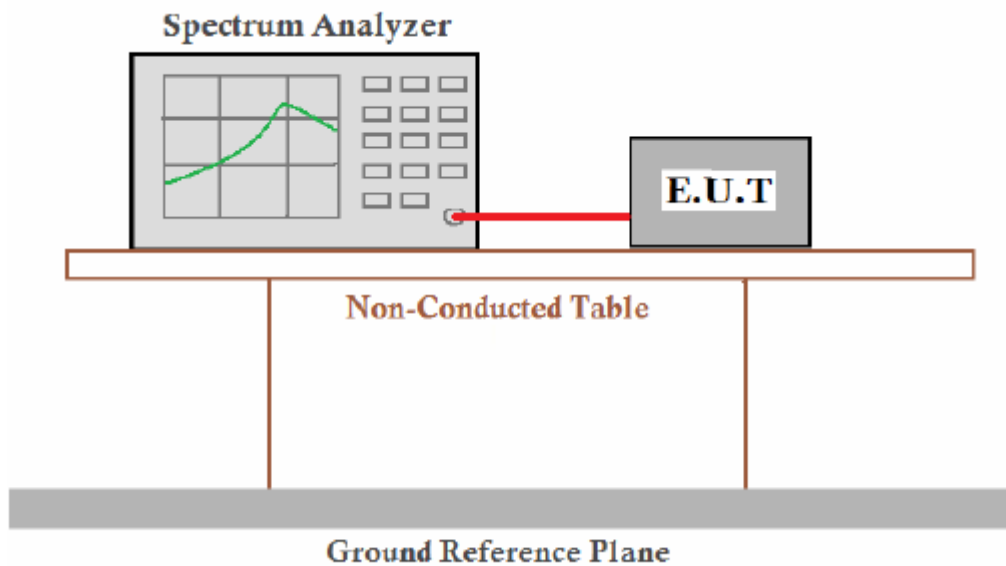 Spectrum Analyzer
E.U.T
Non-Conducted Table
Ground Reference Plane